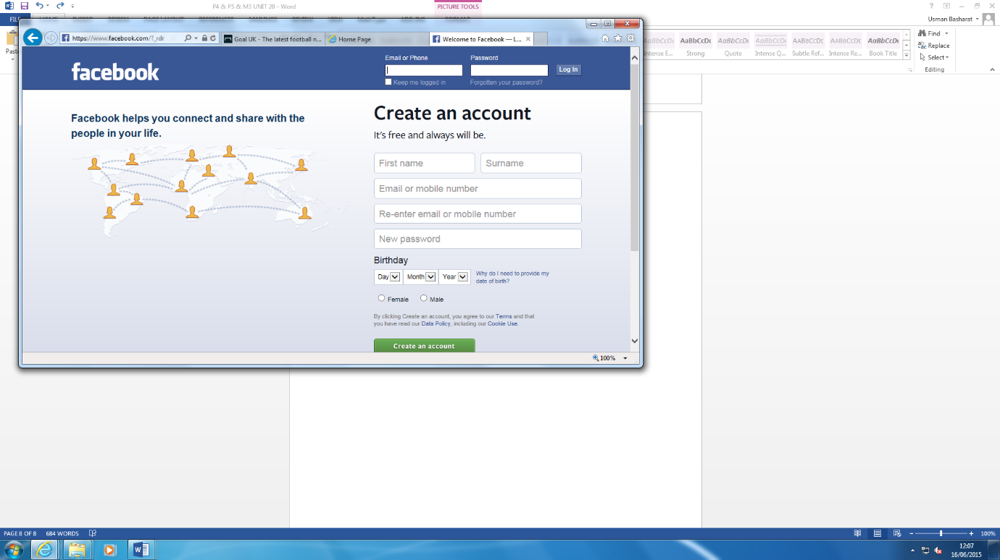 P4 & P5 & M3 UNIT 20 - Word
PICTURE TOOLS
Usman Basharat
https://www.facebook.com/?_rdr
Goal UK - The latest football n...
Home Page
Welcome to Facebook — L...
AaBbCcDc AaBbCcDc AaBbCcDc AaBbCcDc AaBbCcDc AaBbCcDc AaBbCcDc
Intense E... Strong Quote Intense Q... Subtle Ref... Intense Re... Book Title
Find
Replace
Select
Editing
Paste
facebook
Email or Phone
Password
Log In
Keep me logged in
Forgotten your password?
Facebook helps you connect and share with the
people in your life.
Create an account
It's free and always will be.
First name
Surname
Email or mobile number
Re-enter email or mobile number
New password
Birthday
Day Month Year
Why do I need to provide my
date of birth?
Female Male
By clicking Create an account, you agree to our Terms and that
you have read our Data Policy, including our Cookie Use.
Create an account
100%
PAGE 8 OF 8 684 WORDS
100%
12:07
16/06/2015